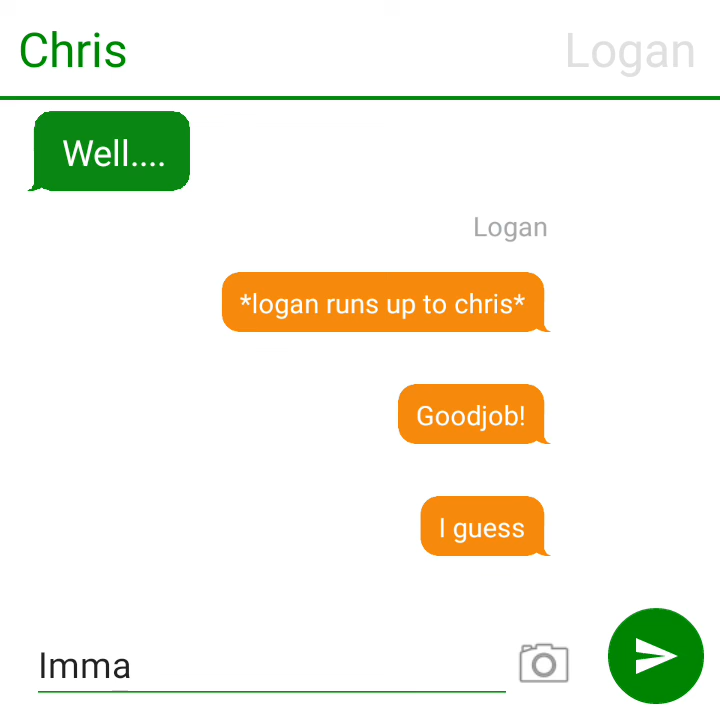 Chris Logan
Well....
Logan
*logan runs up to chris*
Goodjob!
I guess
Imma